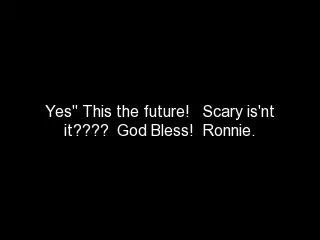 Yes" This the future!   Scary is'nt
it????  God Bless!  Ronnie.